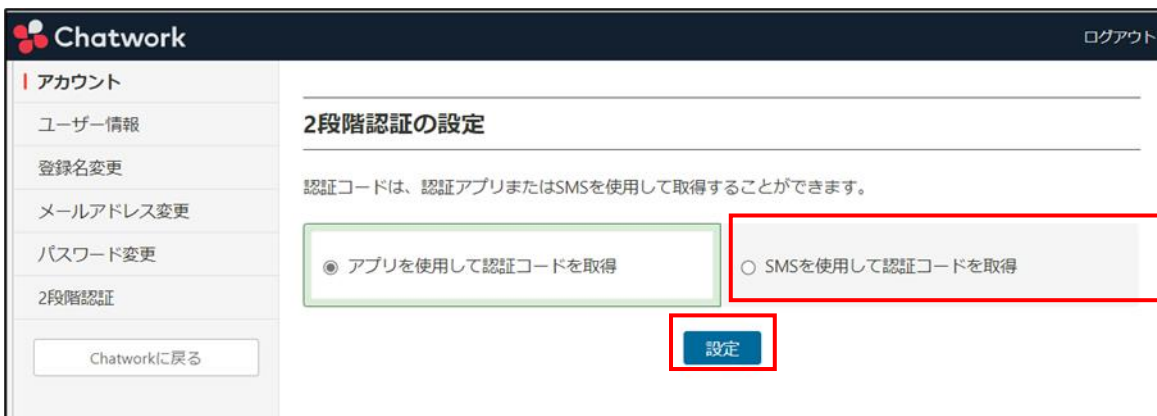 Chatwork
ログアウト
アカウント
ユーザー情報
登録名変更
メールアドレス変更
パスワード変更
2段階認証
Chatworkに戻る
2段階認証の設定
認証コードは、認証アプリまたはSMSを使用して取得することができます。
アプリを使用して認証コードを取得
SMSを使用して認証コードを取得
設定